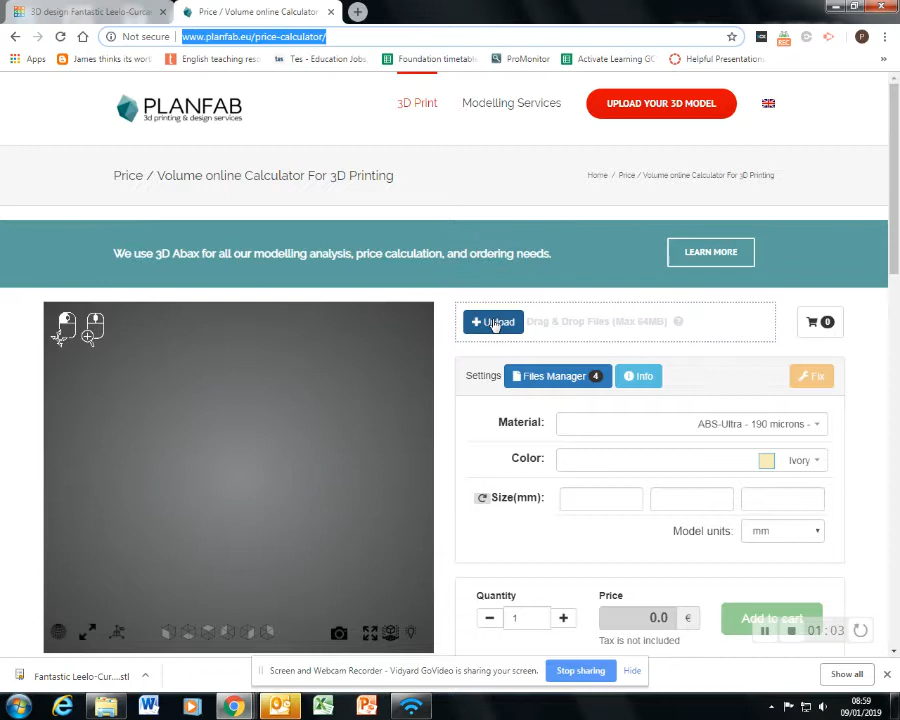 3D design Fantastic Leelo-Curca
Price / Volume online Calculator
Not secure
www.planfab.eu/price-calculator/
Apps
James thinks its wort
English teaching reso
Tes - Education Jobs,
Foundation timetable
ProMonitor
Activate Learning GC
Helpful Presentation
PLANFAB
3d printing & design services
3D Print
Modelling Services
UPLOAD YOUR 3D MODEL
Price / Volume online Calculator For 3D Printing
Home / Price / Volume online Calculator For 3D Printing
We use 3D Abax for all our modelling analysis, price calculation, and ordering needs.
LEARN MORE
+ Upload
Drag & Drop Files (Max 64MB)
0
Settings
Files Manager 4
Info
Fix
Material:
ABS-Ultra - 190 microns -
Color:
Ivory
Size(mm):
Model units:
mm
Quantity
Price
1
0.0 €
Add to cart
Tax is not included
01:03
Fantastic Leelo-Cur....stl
Screen and Webcam Recorder - Vidyard GoVideo is sharing your screen.
Stop sharing
Hide
Show all
08:59
09/01/2019